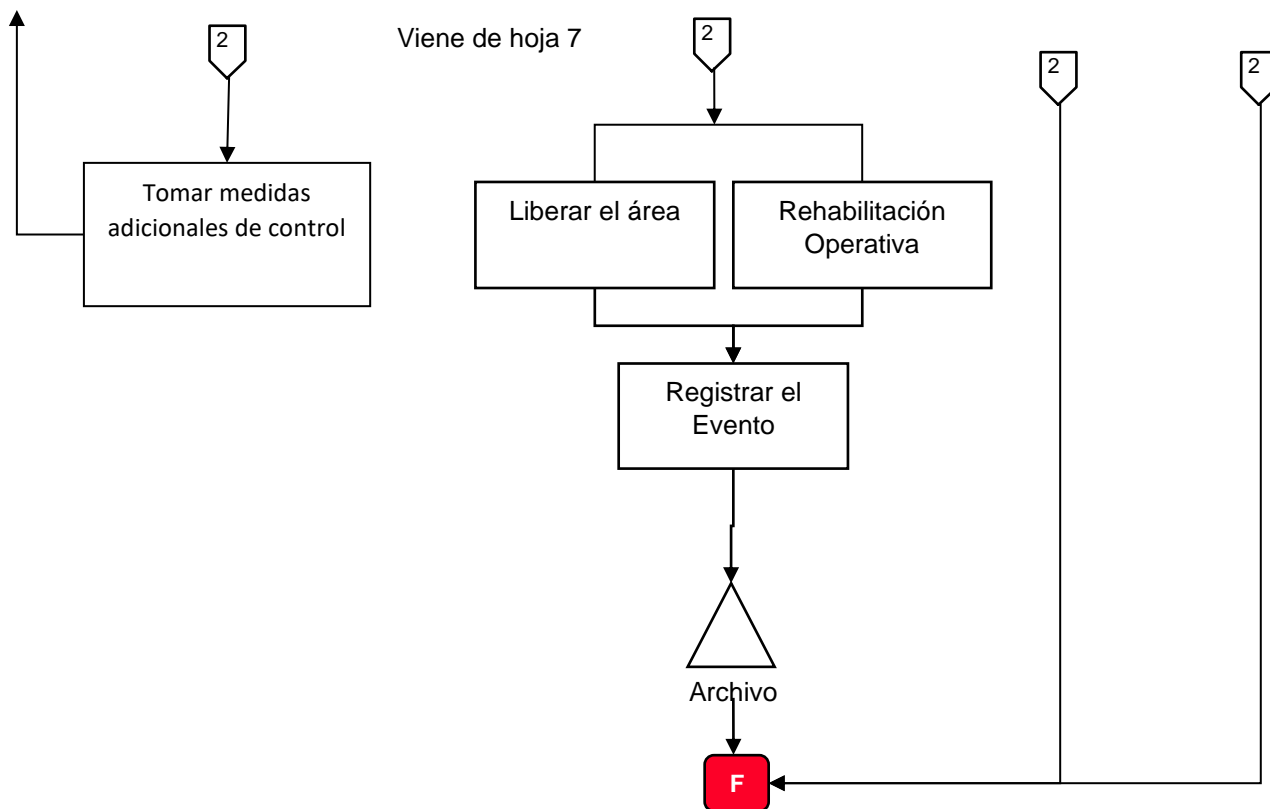 2
Viene de hoja 7
2
2
2
Tomar medidas
adicionales de control
Liberar el área
Rehabilitación
Operativa
Registrar el
Evento
Archivo
F